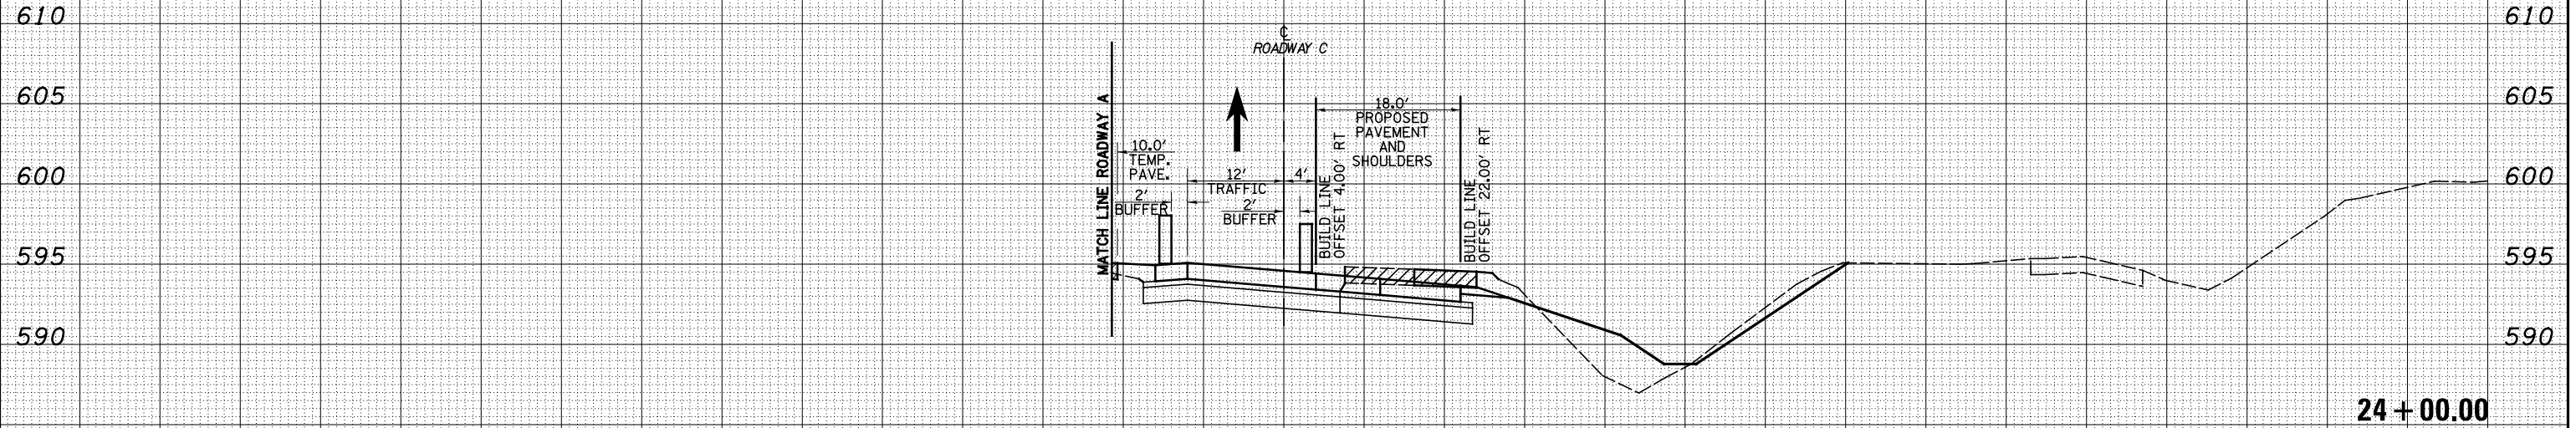 610
610
℄
ROADWAY C
605
605
MATCH LINE ROADWAY A
18.0'
PROPOSED
PAVEMENT
AND
SHOULDERS
10.0'
TEMP.
PAVE.
12'
TRAFFIC
4'
2'
BUFFER
2'
BUFFER
BUILD LINE
OFFSET 4.00' RT
BUILD LINE
OFFSET 22.00' RT
600
600
595
595
590
590
24 + 00.00